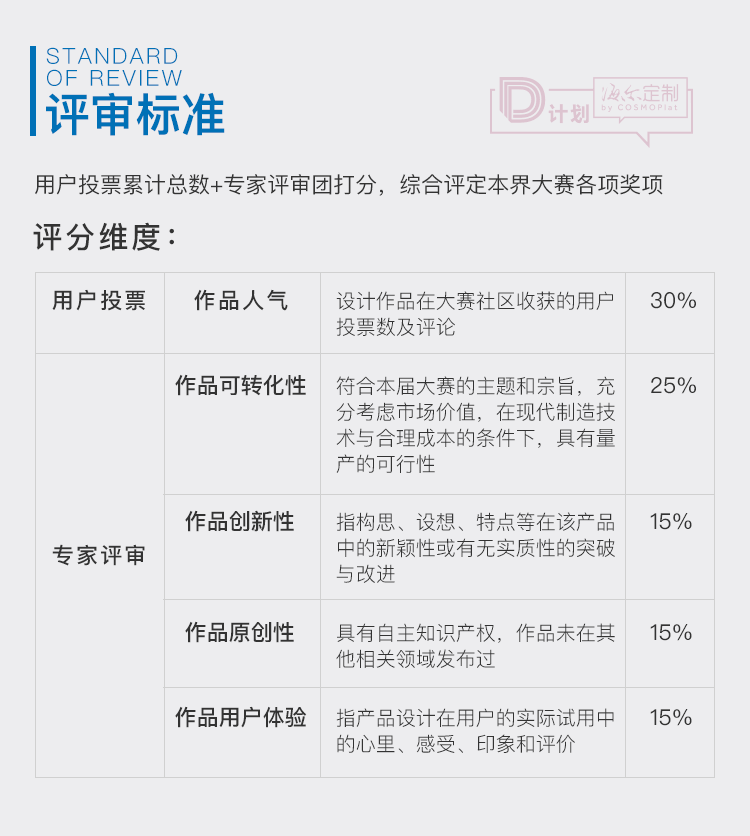 STANDARD
OF REVIEW
评审标准
D
计划
海尔定制
by COSMOPlat
用户投票累计总数+专家评审团打分，综合评定本界大赛各项奖项
评分维度：
用户投票
作品人气
设计作品在大赛社区收获的用户
投票数及评论
30%
专家评审
作品可转化性
符合本届大赛的主题和宗旨，充
分考虑市场价值，在现代制造技
术与合理成本的条件下，具有量
产的可行性
25%
作品创新性
指构思、设想、特点等在该产品
中的新颖性或有无实质性的突破
与改进
15%
作品原创性
具有自主知识产权，作品未在其
他相关领域发布过
15%
作品用户体验
指产品设计在用户的实际试用中
的心里、感受、印象和评价
15%